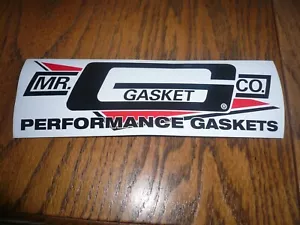 MR. GASKET CO.
®
PERFORMANCE GASKETS